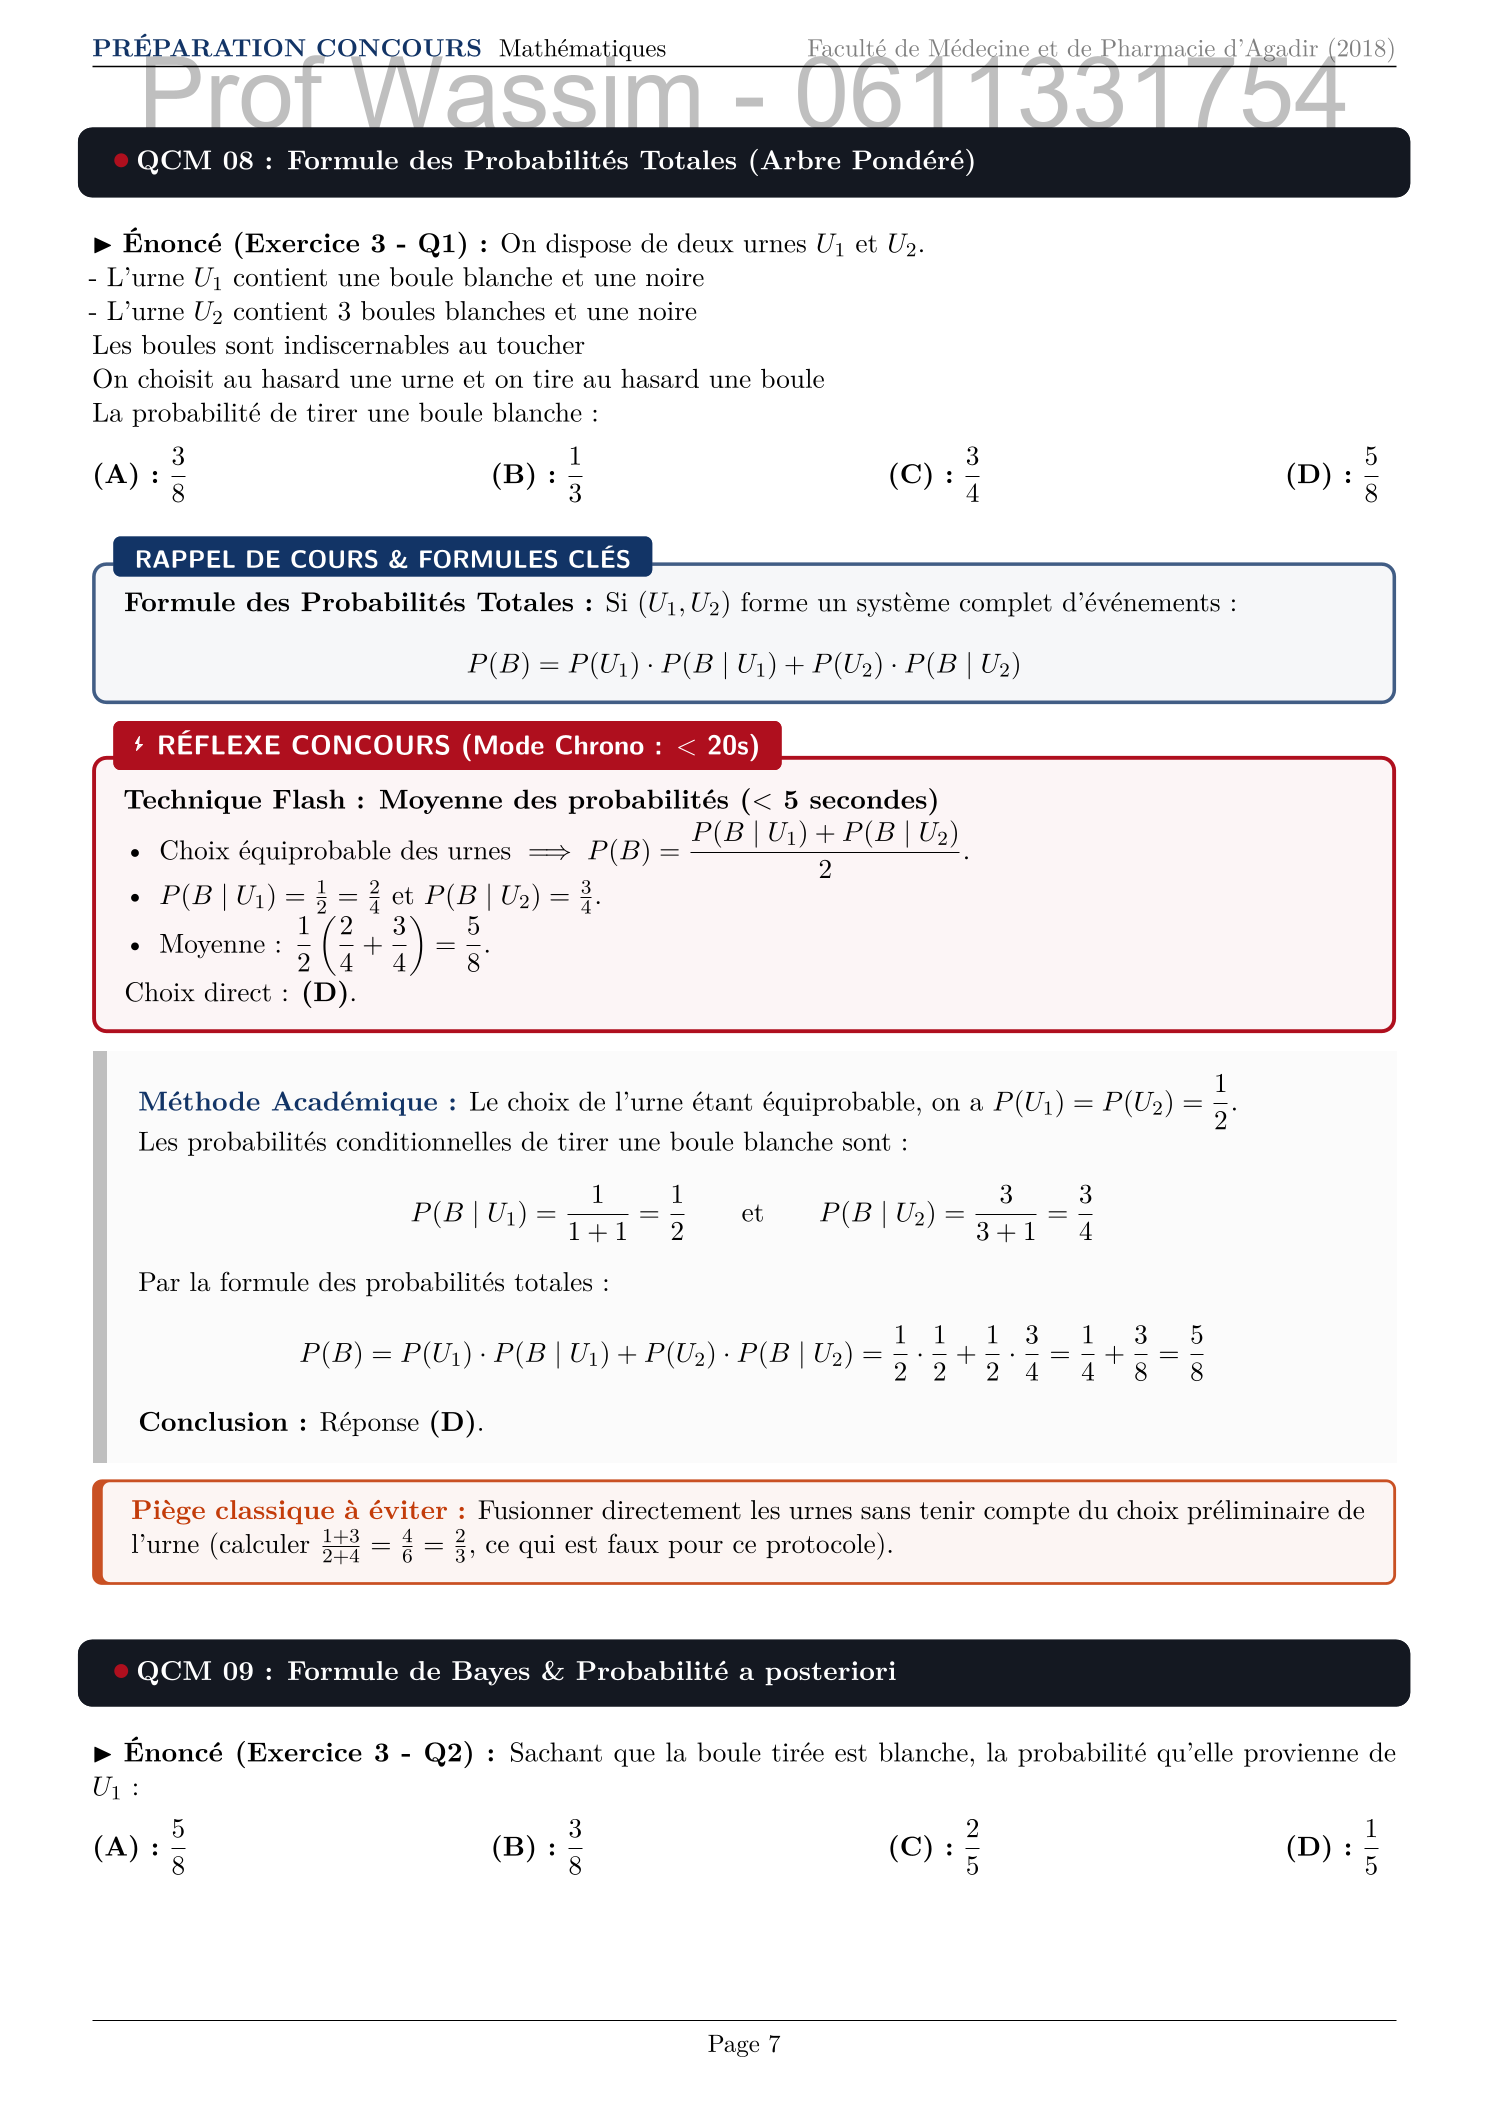 PRÉPARATION CONCOURS Mathématiques Faculté de Médecine et de Pharmacie d'Agadir (2018)
Prof Wassim - 0611331754
QCM 08 : Formule des Probabilités Totales (Arbre Pondéré)
▶ Énoncé (Exercice 3 - Q1) : On dispose de deux urnes U₁ et U₂.
- L'urne U₁ contient une boule blanche et une noire
- L'urne U₂ contient 3 boules blanches et une noire
Les boules sont indiscernables au toucher
On choisit au hasard une urne et on tire au hasard une boule
La probabilité de tirer une boule blanche :
(A) : 3/8 (B) : 1/3 (C) : 3/4 (D) : 5/8
RAPPEL DE COURS & FORMULES CLÉS
Formule des Probabilités Totales : Si (U₁, U₂) forme un système complet d'événements :
P(B) = P(U₁) · P(B | U₁) + P(U₂) · P(B | U₂)
RÉFLEXE CONCOURS (Mode Chrono : < 20s)
Technique Flash : Moyenne des probabilités (< 5 secondes)
• Choix équiprobable des urnes ⟹ P(B) = (P(B | U₁) + P(B | U₂))/2.
• P(B | U₁) = 1/2 = 2/4 et P(B | U₂) = 3/4.
• Moyenne : 1/2 (2/4 + 3/4) = 5/8.
Choix direct : (D).
Méthode Académique : Le choix de l'urne étant équiprobable, on a P(U₁) = P(U₂) = 1/2.
Les probabilités conditionnelles de tirer une boule blanche sont :
P(B | U₁) = 1/(1 + 1) = 1/2 et P(B | U₂) = 3/(3 + 1) = 3/4
Par la formule des probabilités totales :
P(B) = P(U₁) · P(B | U₁) + P(U₂) · P(B | U₂) = 1/2 · 1/2 + 1/2 · 3/4 = 1/4 + 3/8 = 5/8
Conclusion : Réponse (D).
Piège classique à éviter : Fusionner directement les urnes sans tenir compte du choix préliminaire de
l'urne (calculer (1+3)/(2+4) = 4/6 = 2/3, ce qui est faux pour ce protocole).
QCM 09 : Formule de Bayes & Probabilité a posteriori
▶ Énoncé (Exercice 3 - Q2) : Sachant que la boule tirée est blanche, la probabilité qu'elle provienne de
U₁ :
(A) : 5/8 (B) : 3/8 (C) : 2/5 (D) : 1/5
Page 7